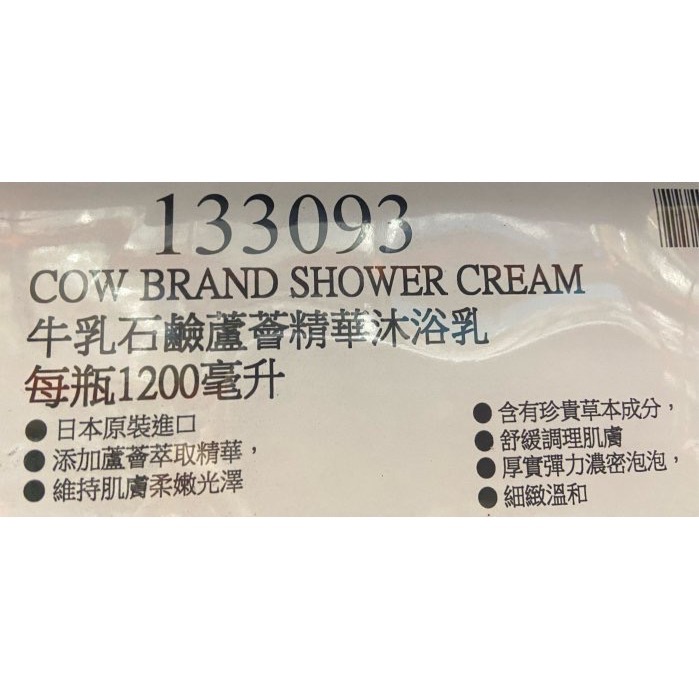 133093
COW BRAND SHOWER CREAM
牛乳石鹼蘆薈精華沐浴乳
每瓶1200毫升
● 日本原裝進口
● 添加蘆薈萃取精華，
● 維持肌膚柔嫩光澤
● 含有珍貴草本成分，
● 舒緩調理肌膚
● 厚實彈力濃密泡泡，
● 細緻溫和